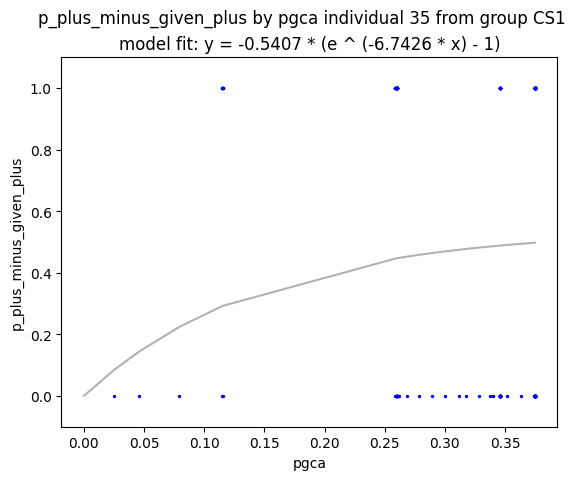 p_plus_minus_given_plus by pgca individual 35 from group CS1
model fit: y = -0.5407 * (e ^ (-6.7426 * x) - 1)
1.0
0.8
0.6
0.4
0.2
0.0
p_plus_minus_given_plus
0.00 0.05 0.10 0.15 0.20 0.25 0.30 0.35
pgca